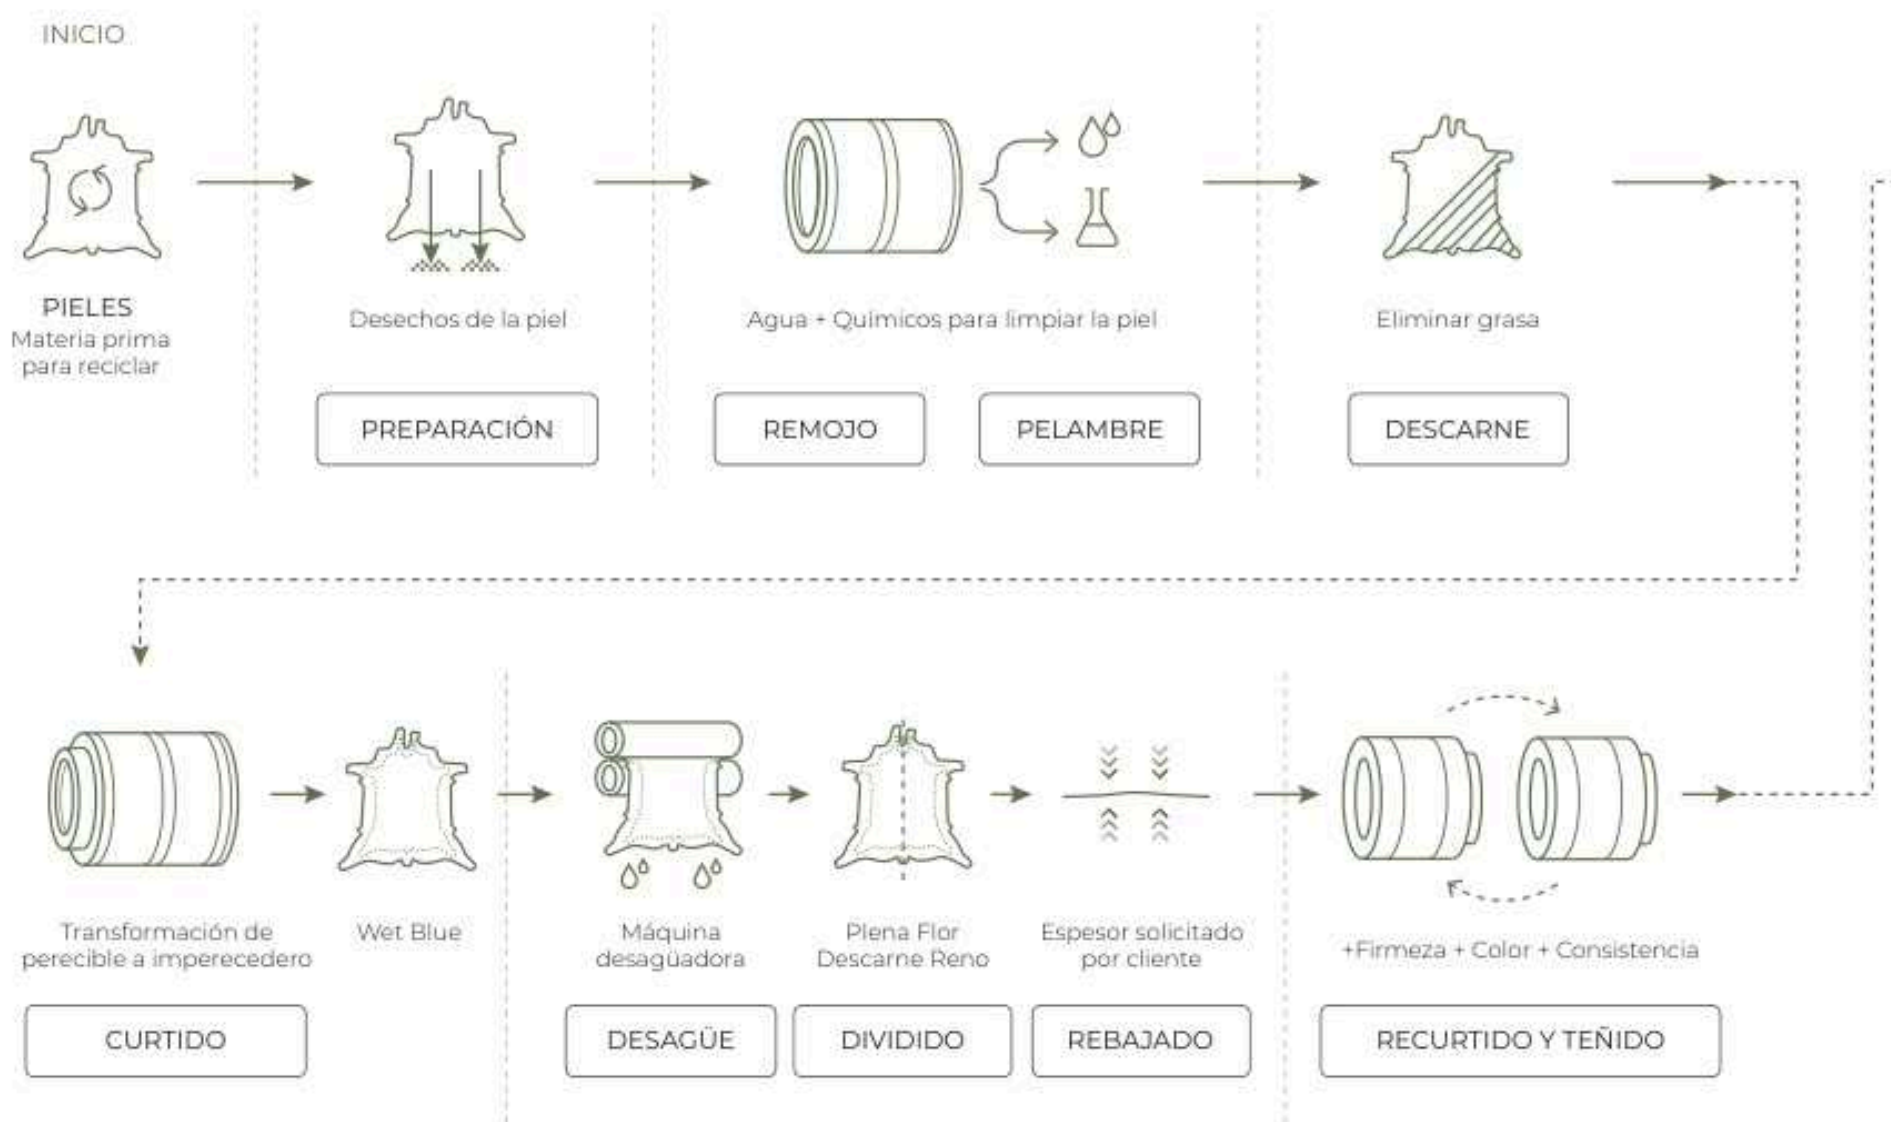 INICIO
PIELES
Materia prima
para reciclar
Desechos de la piel
PREPARACIÓN
Agua + Químicos para limpiar la piel
REMOJO
PELAMBRE
Eliminar grasa
DESCARNE
Transformación de
perecible a imperecedero
CURTIDO
Wet Blue
Máquina
desagüadora
DESAGÜE
Plena Flor
Descarne Reno
DIVIDIDO
Espesor solicitado
por cliente
REBAJADO
+Firmeza + Color + Consistencia
RECURTIDO Y TEÑIDO